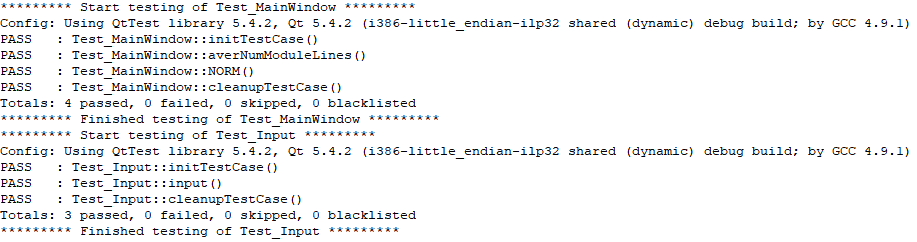 ********* Start testing of Test_MainWindow *********
Config: Using QtTest library 5.4.2, Qt 5.4.2 (i386-little_endian-ilp32 shared (dynamic) debug build; by GCC 4.9.1)
PASS   : Test_MainWindow::initTestCase()
PASS   : Test_MainWindow::averNumModuleLines()
PASS   : Test_MainWindow::NORM()
PASS   : Test_MainWindow::cleanupTestCase()
Totals: 4 passed, 0 failed, 0 skipped, 0 blacklisted
********* Finished testing of Test_MainWindow *********
********* Start testing of Test_Input *********
Config: Using QtTest library 5.4.2, Qt 5.4.2 (i386-little_endian-ilp32 shared (dynamic) debug build; by GCC 4.9.1)
PASS   : Test_Input::initTestCase()
PASS   : Test_Input::input()
PASS   : Test_Input::cleanupTestCase()
Totals: 3 passed, 0 failed, 0 skipped, 0 blacklisted
********* Finished testing of Test_Input *********